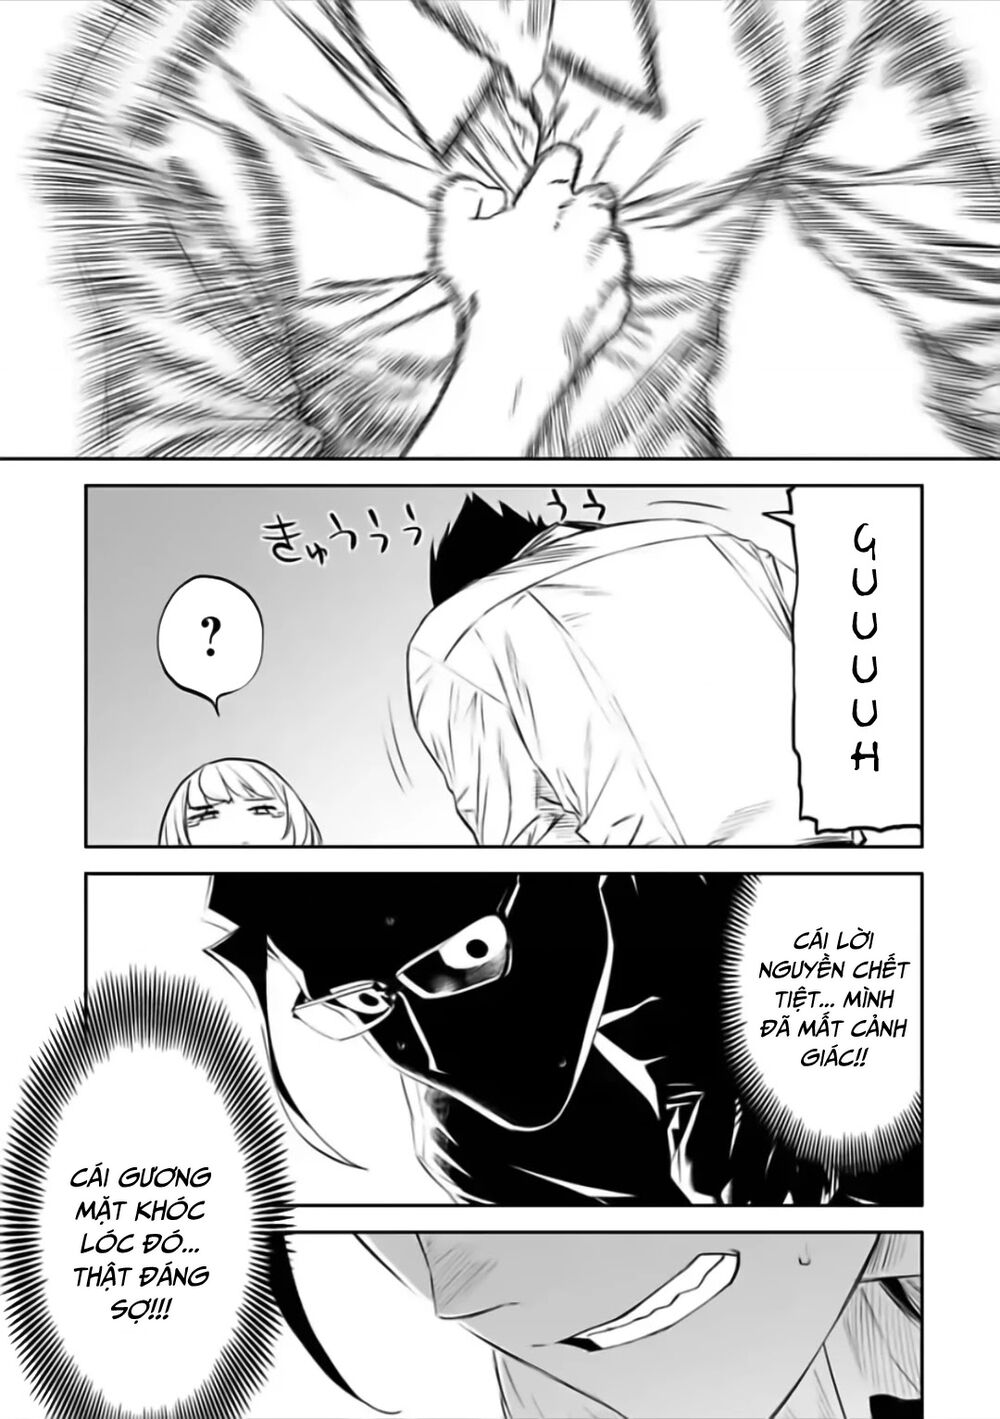 GUUUUH
きゅううう
うう
?
CÁI LỜI
NGUYỀN CHẾT
TIỆT... MÌNH
ĐÃ MẤT CẢNH
GIÁC!!
CÁI GƯƠNG
MẶT KHÓC
LÓC ĐÓ...
THẬT ĐÁNG
SỢ!!!